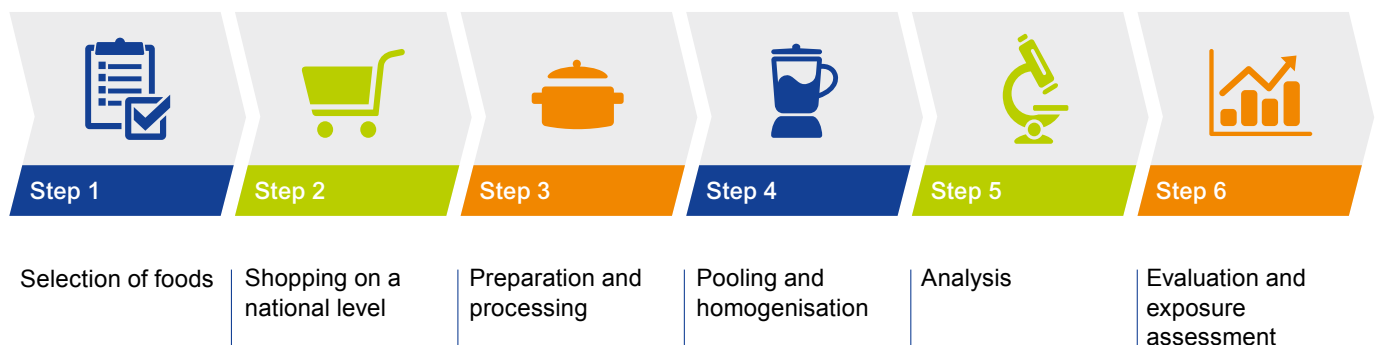 Step 1
Step 2
Step 3
Step 4
Step 5
Step 6
Selection of foods
Shopping on a
national level
Preparation and
processing
Pooling and
homogenisation
Analysis
Evaluation and
exposure
assessment